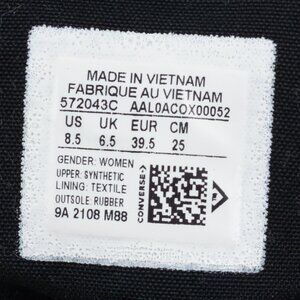 MADE IN VIETNAM
FABRIQUE AU VIETNAM
572043C AAL0ACQX00052
US UK EUR CM
8.5 6.5 39.5 25
GENDER: WOMEN
UPPER: SYNTHETIC
LINING: TEXTILE
OUTSOLE: RUBBER
9A 2108 M88
CONVERSE->